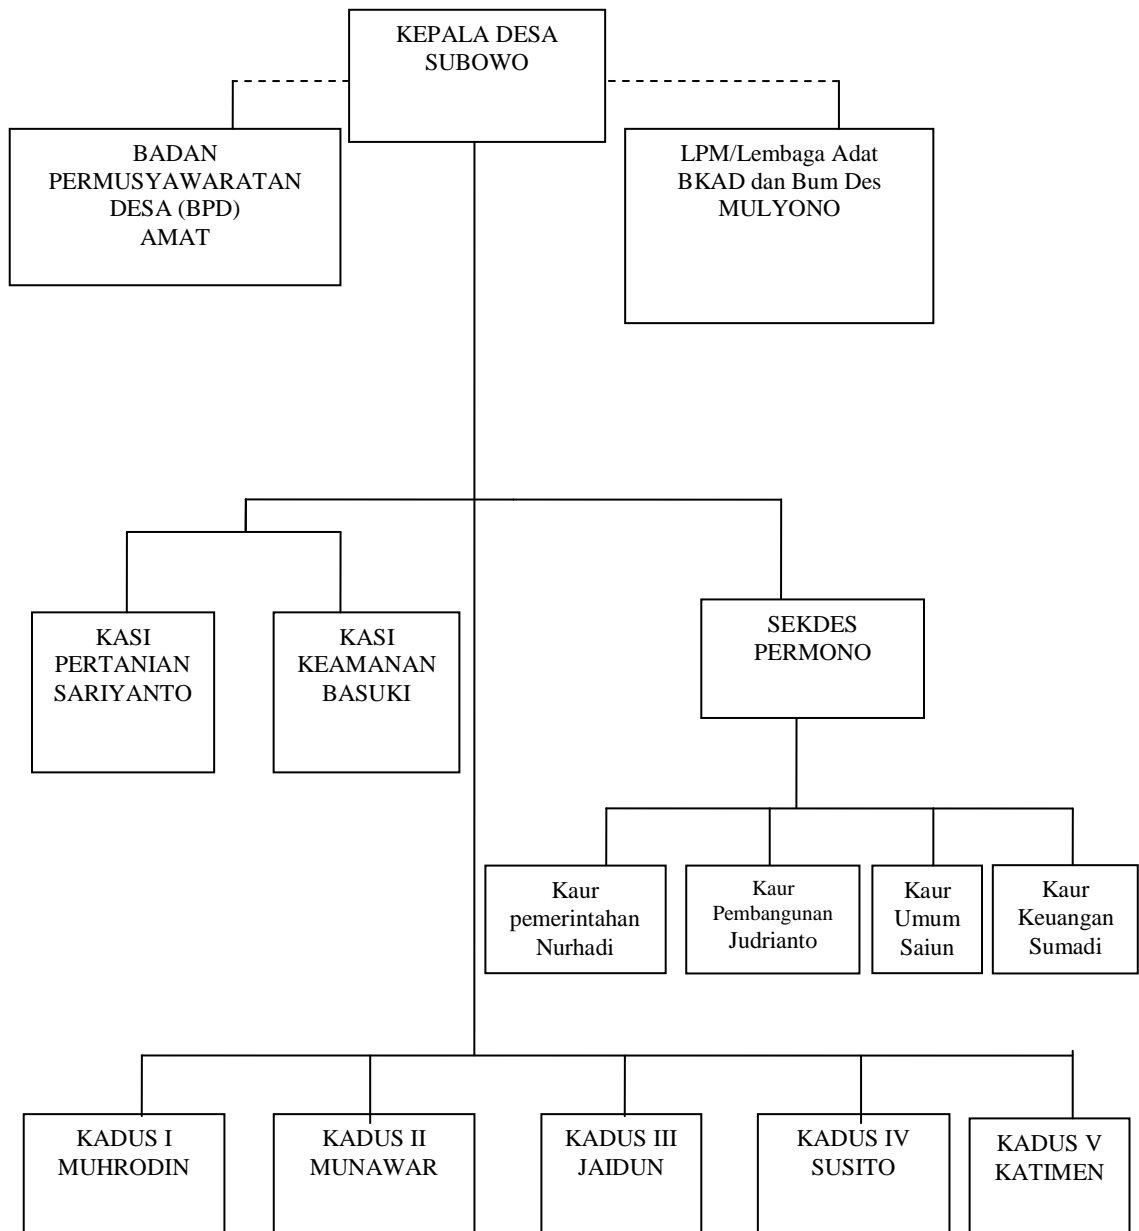 KEPALA DESA
SUBOWO
BADAN
PERMUSYAWARATAN
DESA (BPD)
AMAT
LPM/Lembaga Adat
BKAD dan Bum Des
MULYONO
KASI
PERTANIAN
SARIYANTO
KASI
KEAMANAN
BASUKI
SEKDES
PERMONO
Kaur
pemerintahan
Nurhadi
Kaur
Pembangunan
Judrianto
Kaur
Umum
Saiun
Kaur
Keuangan
Sumadi
KADUS I
MUHRODIN
KADUS II
MUNAWAR
KADUS III
JAIDUN
KADUS IV
SUSITO
KADUS V
KATIMEN